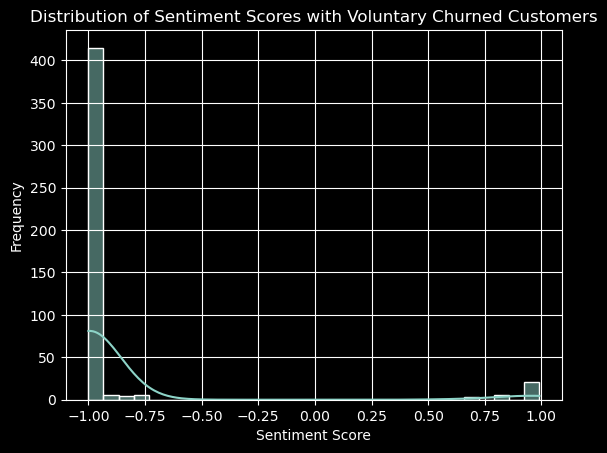 Distribution of Sentiment Scores with Voluntary Churned Customers
400
350
300
250
200
150
100
50
0
Frequency
−1.00 −0.75 −0.50 −0.25 0.00 0.25 0.50 0.75 1.00
Sentiment Score